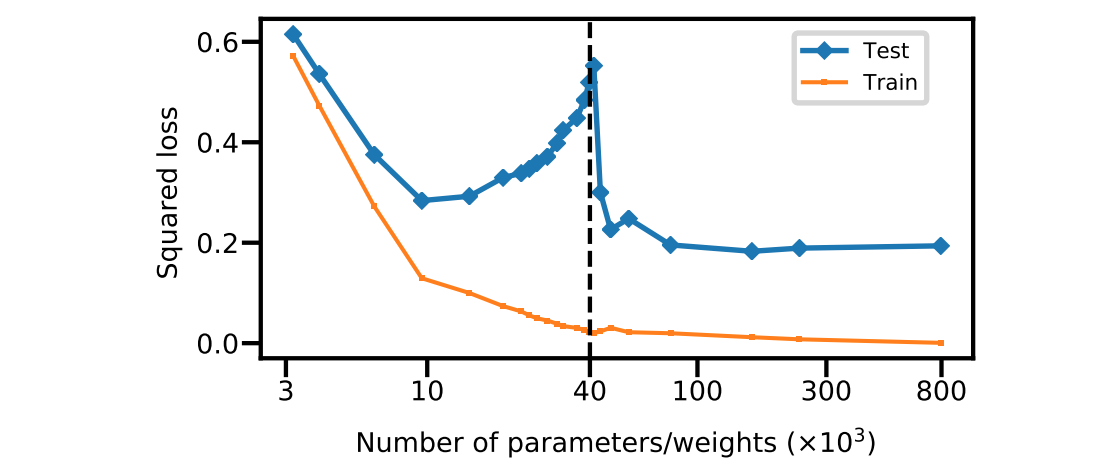 0.6
0.4
0.2
0.0
Squared loss
Test
Train
3 10 40 100 300 800
Number of parameters/weights (×10³)